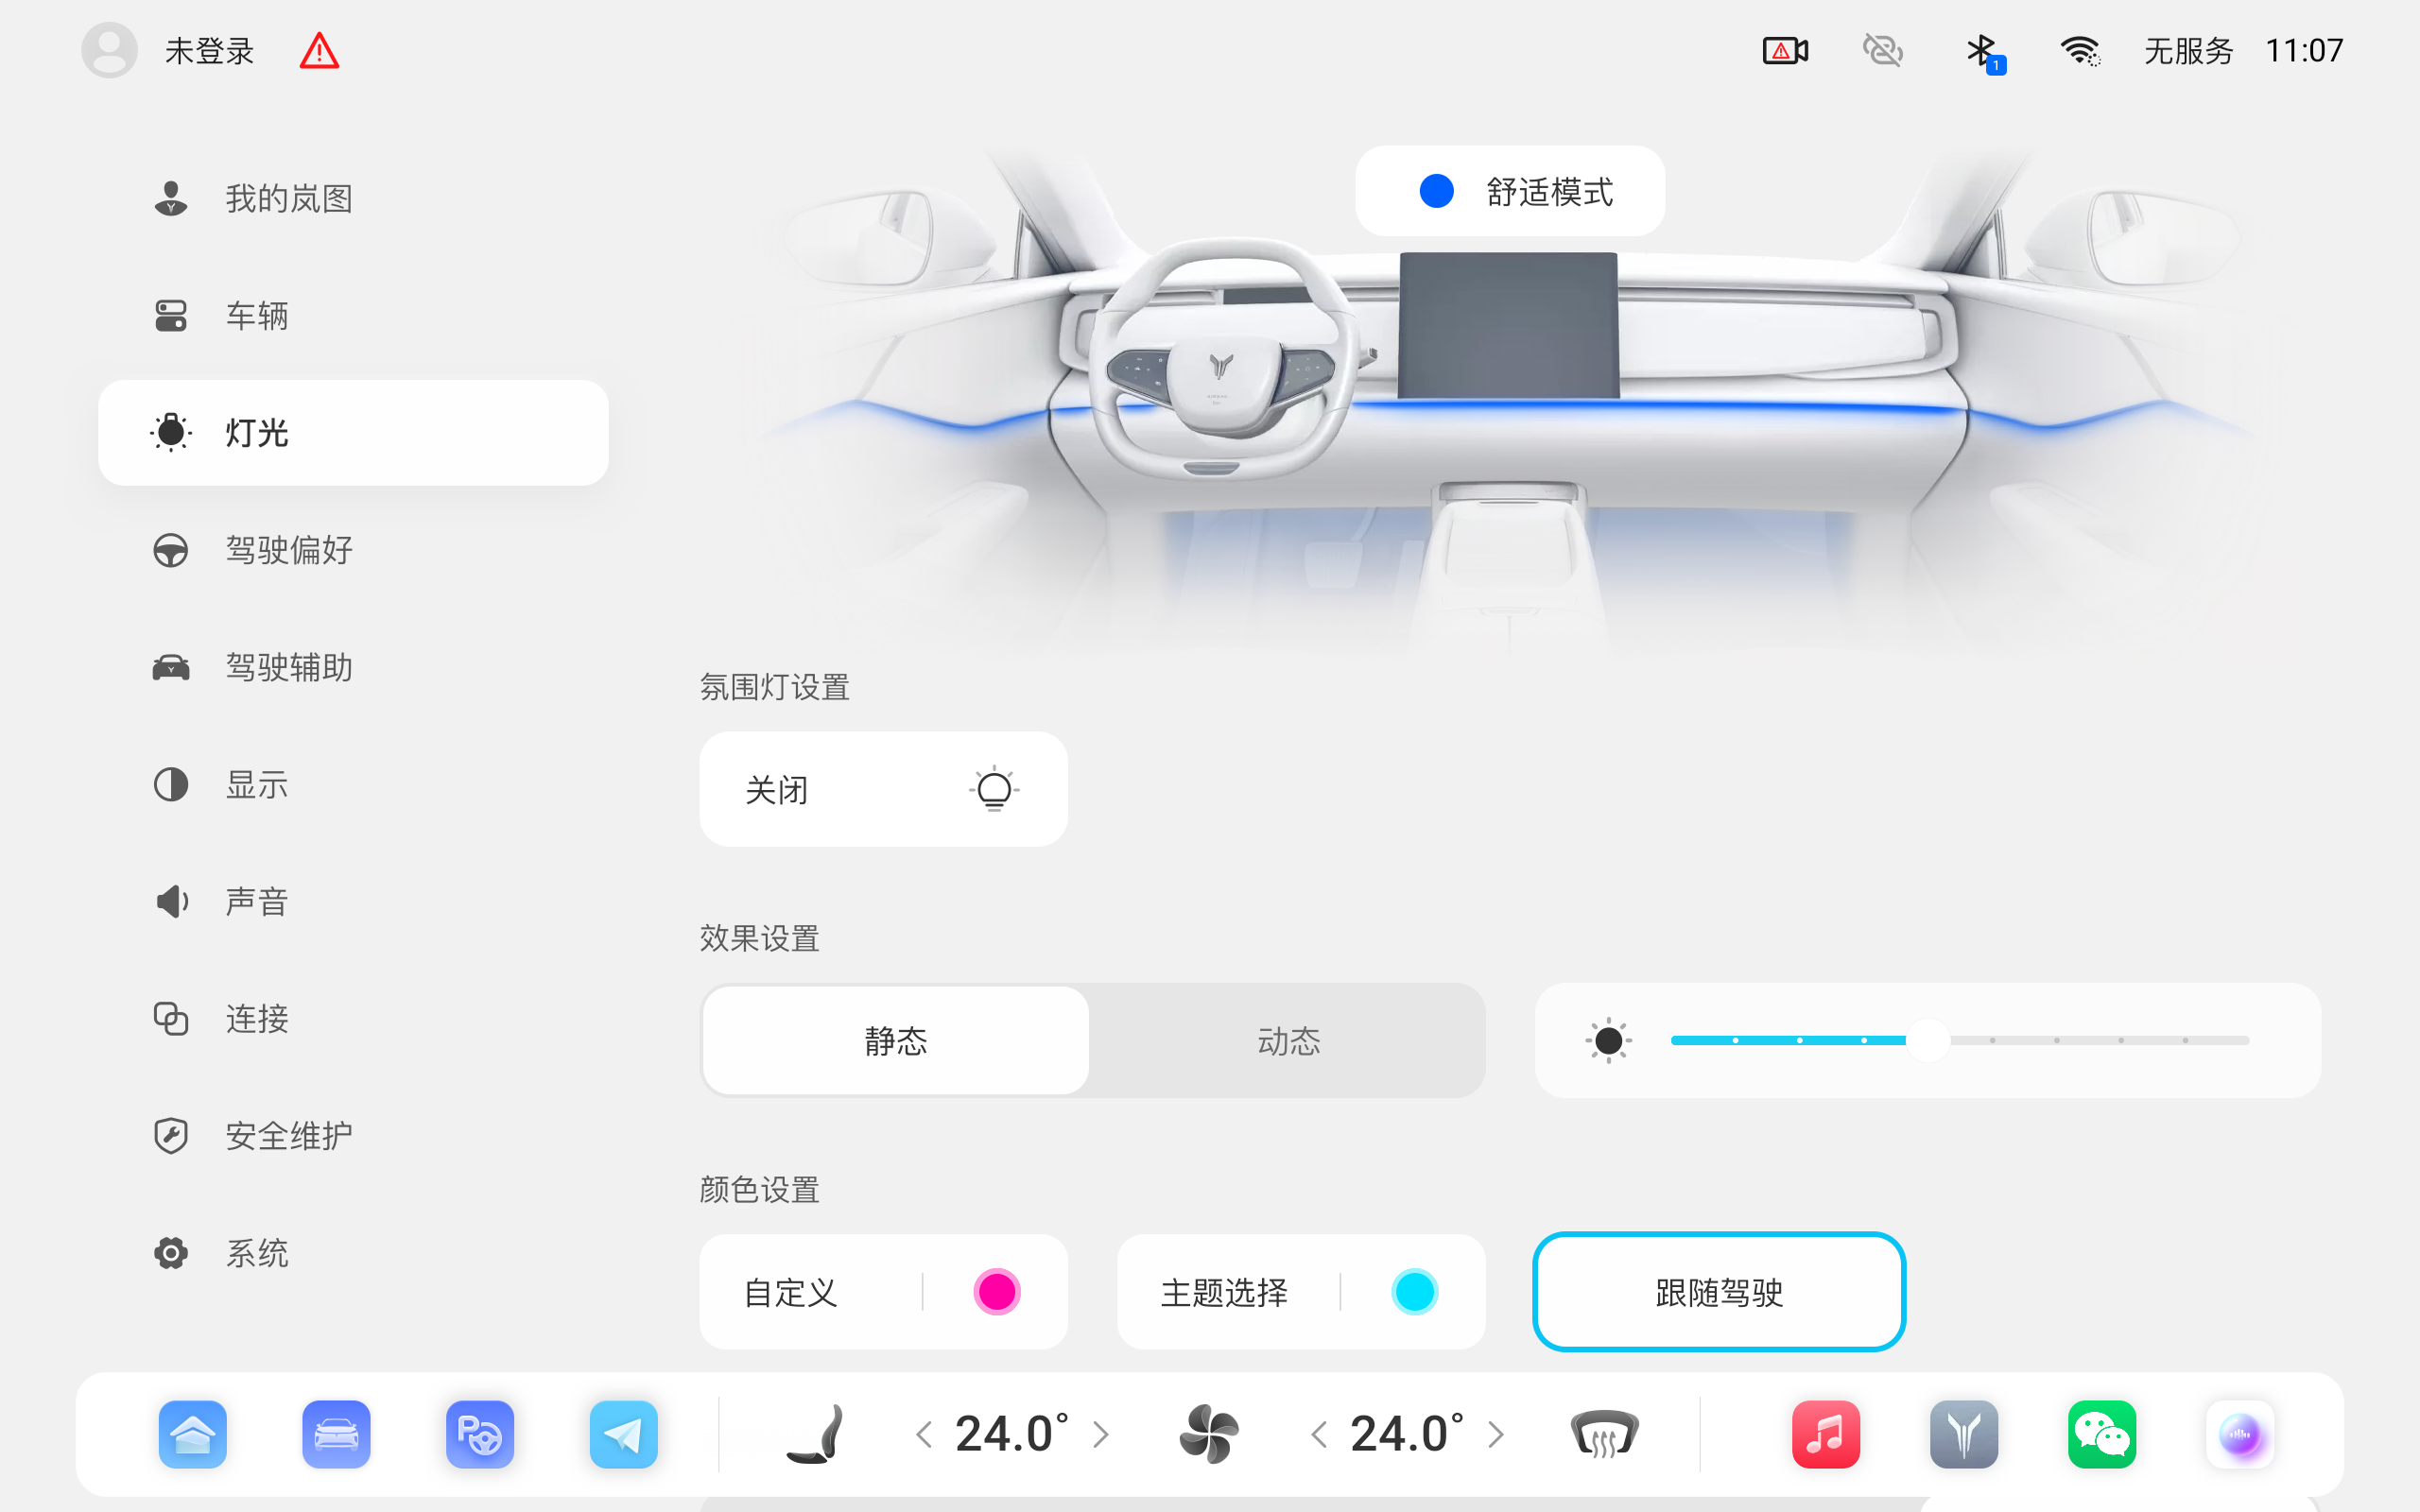 未登录
1
无服务 11:07
我的岚图
车辆
灯光
驾驶偏好
驾驶辅助
显示
声音
连接
安全维护
系统
舒适模式
氛围灯设置
关闭
效果设置
静态 动态
颜色设置
自定义 主题选择 跟随驾驶
24.0° 24.0°